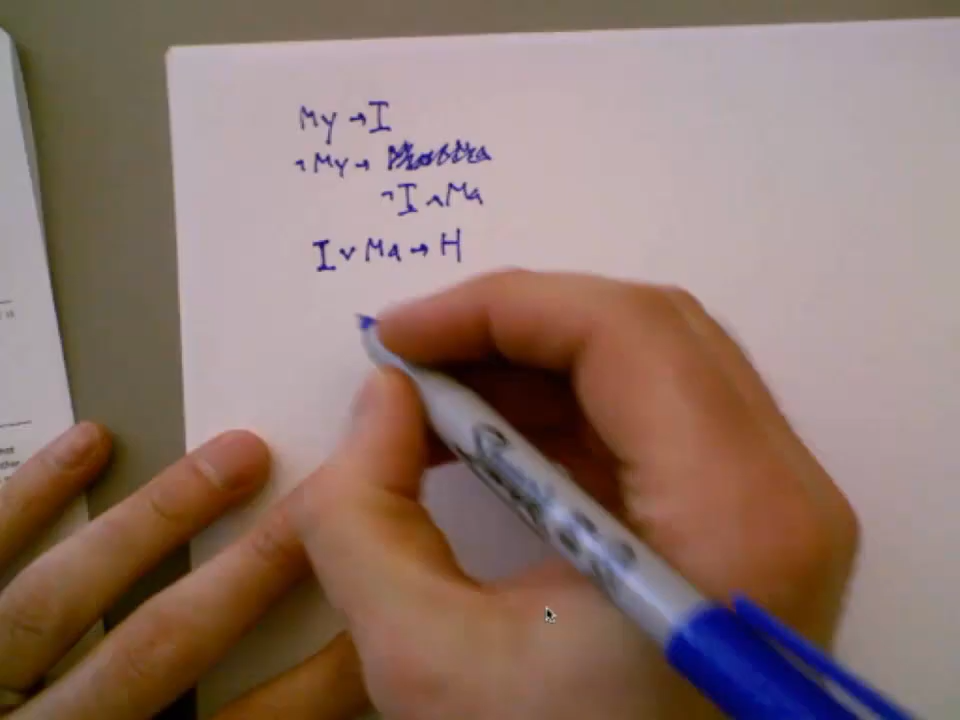 My → I
¬My →
¬I ∧ Ma
I ∨ Ma → H